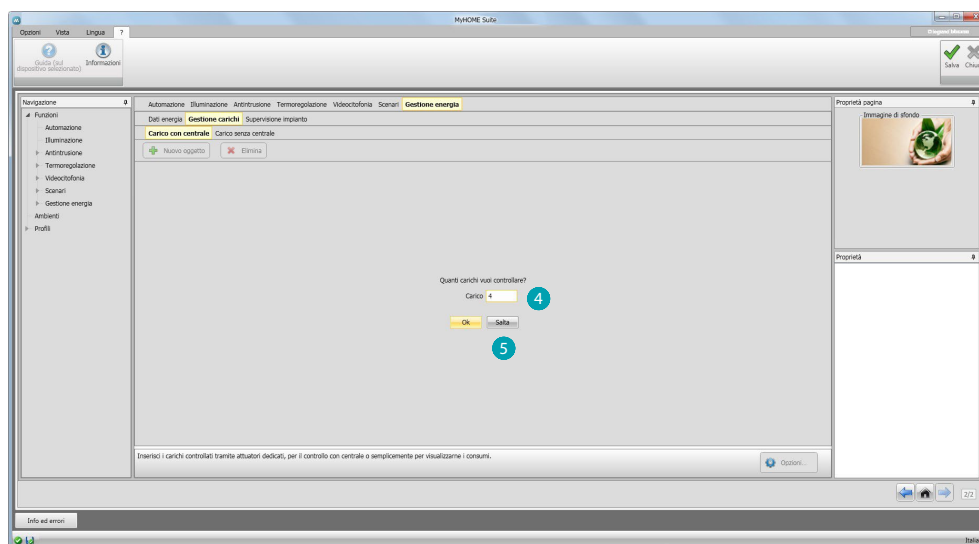 MyHOME Suite
Opzioni Vista Lingua ?
Guida (sul dispositivo selezionato)
Informazioni
Salva Chiu
Navigazione
Funzioni
Automazione
Illuminazione
Antintrusione
Termoregolazione
Videocitofonia
Scenari
Gestione energia
Ambienti
Profili
Automazione Illuminazione Antintrusione Termoregolazione Videocitofonia Scenari Gestione energia
Dati energia Gestione carichi Supervisione impianto
Carico con centrale Carico senza centrale
Nuovo oggetto Elimina
Quanti carichi vuoi controllare?
Carico 4
4
Ok Salta
5
Inserisci i carichi controllati tramite attuatori dedicati, per il controllo con centrale o semplicemente per visualizzarne i consumi.
Opzioni...
Proprietà pagina
Immagine di sfondo
Proprietà
2/2
Info ed errori
Italia